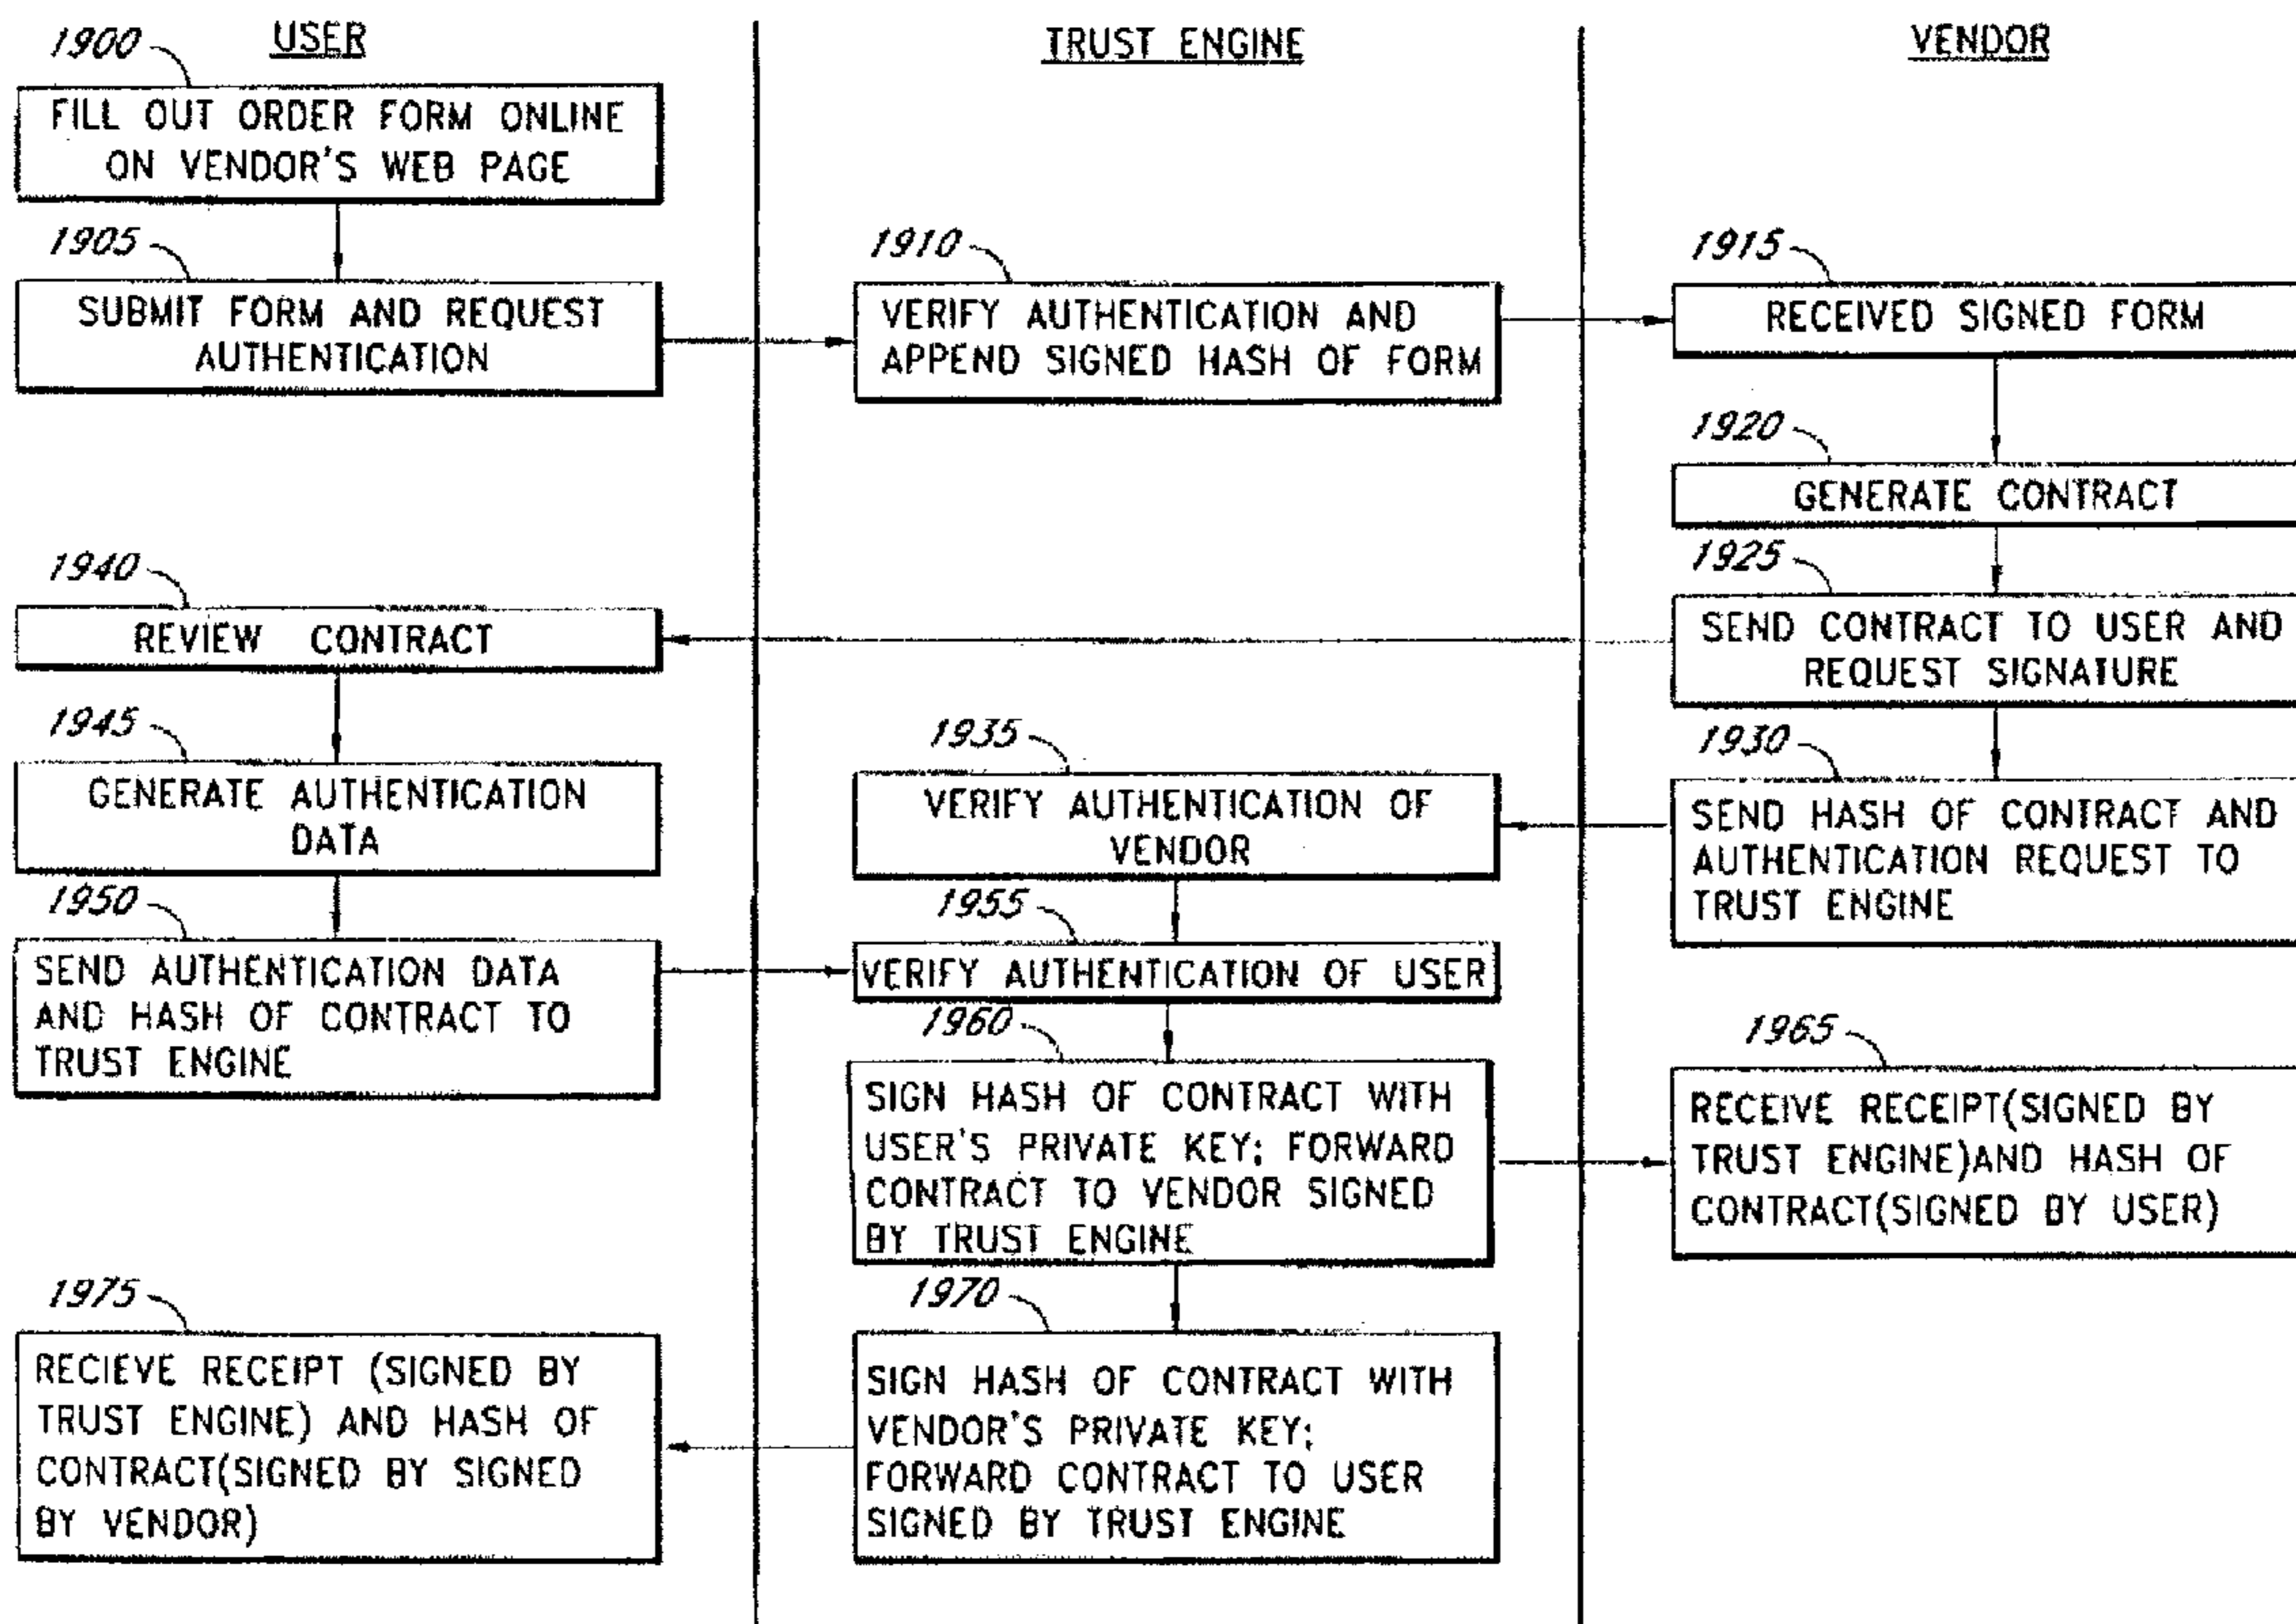 USER
TRUST ENGINE
VENDOR
1900
FILL OUT ORDER FORM ONLINE
ON VENDOR'S WEB PAGE
1905
SUBMIT FORM AND REQUEST
AUTHENTICATION
1910
VERIFY AUTHENTICATION AND
APPEND SIGNED HASH OF FORM
1915
RECEIVED SIGNED FORM
1920
GENERATE CONTRACT
1925
SEND CONTRACT TO USER AND
REQUEST SIGNATURE
1930
SEND HASH OF CONTRACT AND
AUTHENTICATION REQUEST TO
TRUST ENGINE
1935
VERIFY AUTHENTICATION OF
VENDOR
1940
REVIEW CONTRACT
1945
GENERATE AUTHENTICATION
DATA
1950
SEND AUTHENTICATION DATA
AND HASH OF CONTRACT TO
TRUST ENGINE
1955
VERIFY AUTHENTICATION OF USER
1960
SIGN HASH OF CONTRACT WITH
USER'S PRIVATE KEY; FORWARD
CONTRACT TO VENDOR SIGNED
BY TRUST ENGINE
1965
RECEIVE RECEIPT(SIGNED BY
TRUST ENGINE)AND HASH OF
CONTRACT(SIGNED BY USER)
1970
SIGN HASH OF CONTRACT WITH
VENDOR'S PRIVATE KEY;
FORWARD CONTRACT TO USER
SIGNED BY TRUST ENGINE
1975
RECIEVE RECEIPT (SIGNED BY
TRUST ENGINE) AND HASH OF
CONTRACT(SIGNED BY SIGNED
BY VENDOR)